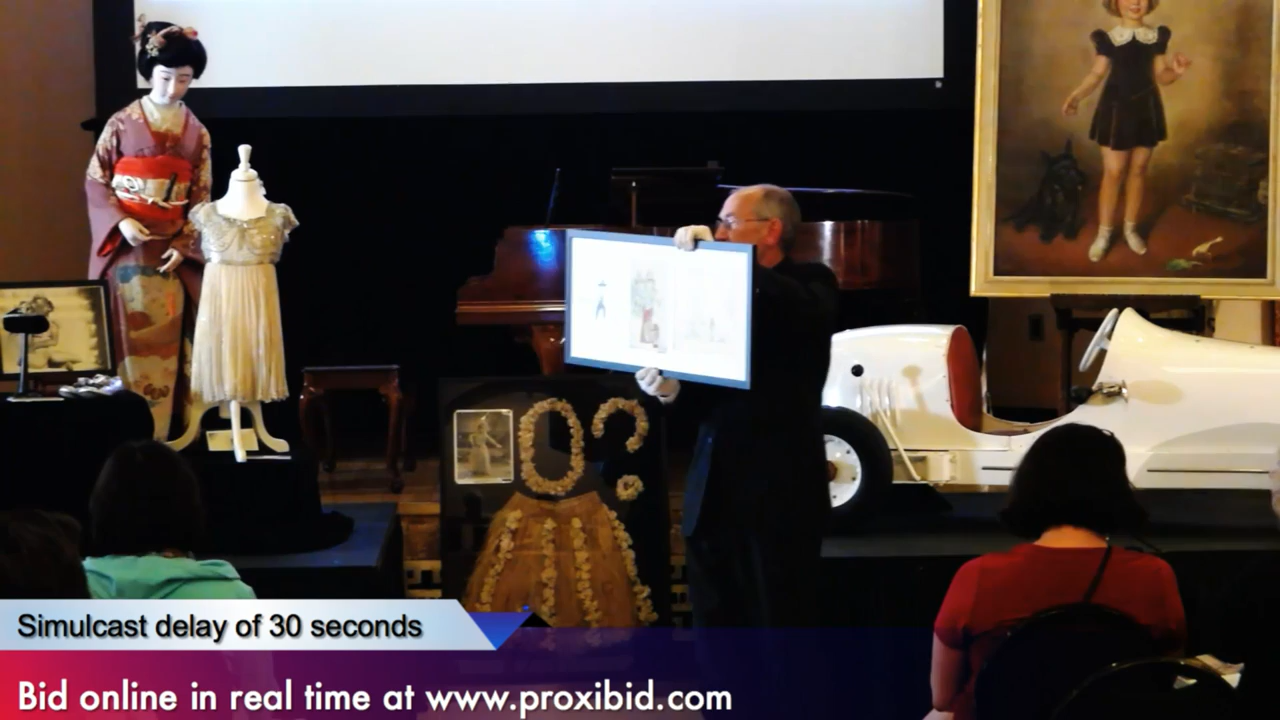 Simulcast delay of 30 seconds
Bid online in real time at www.proxibid.com